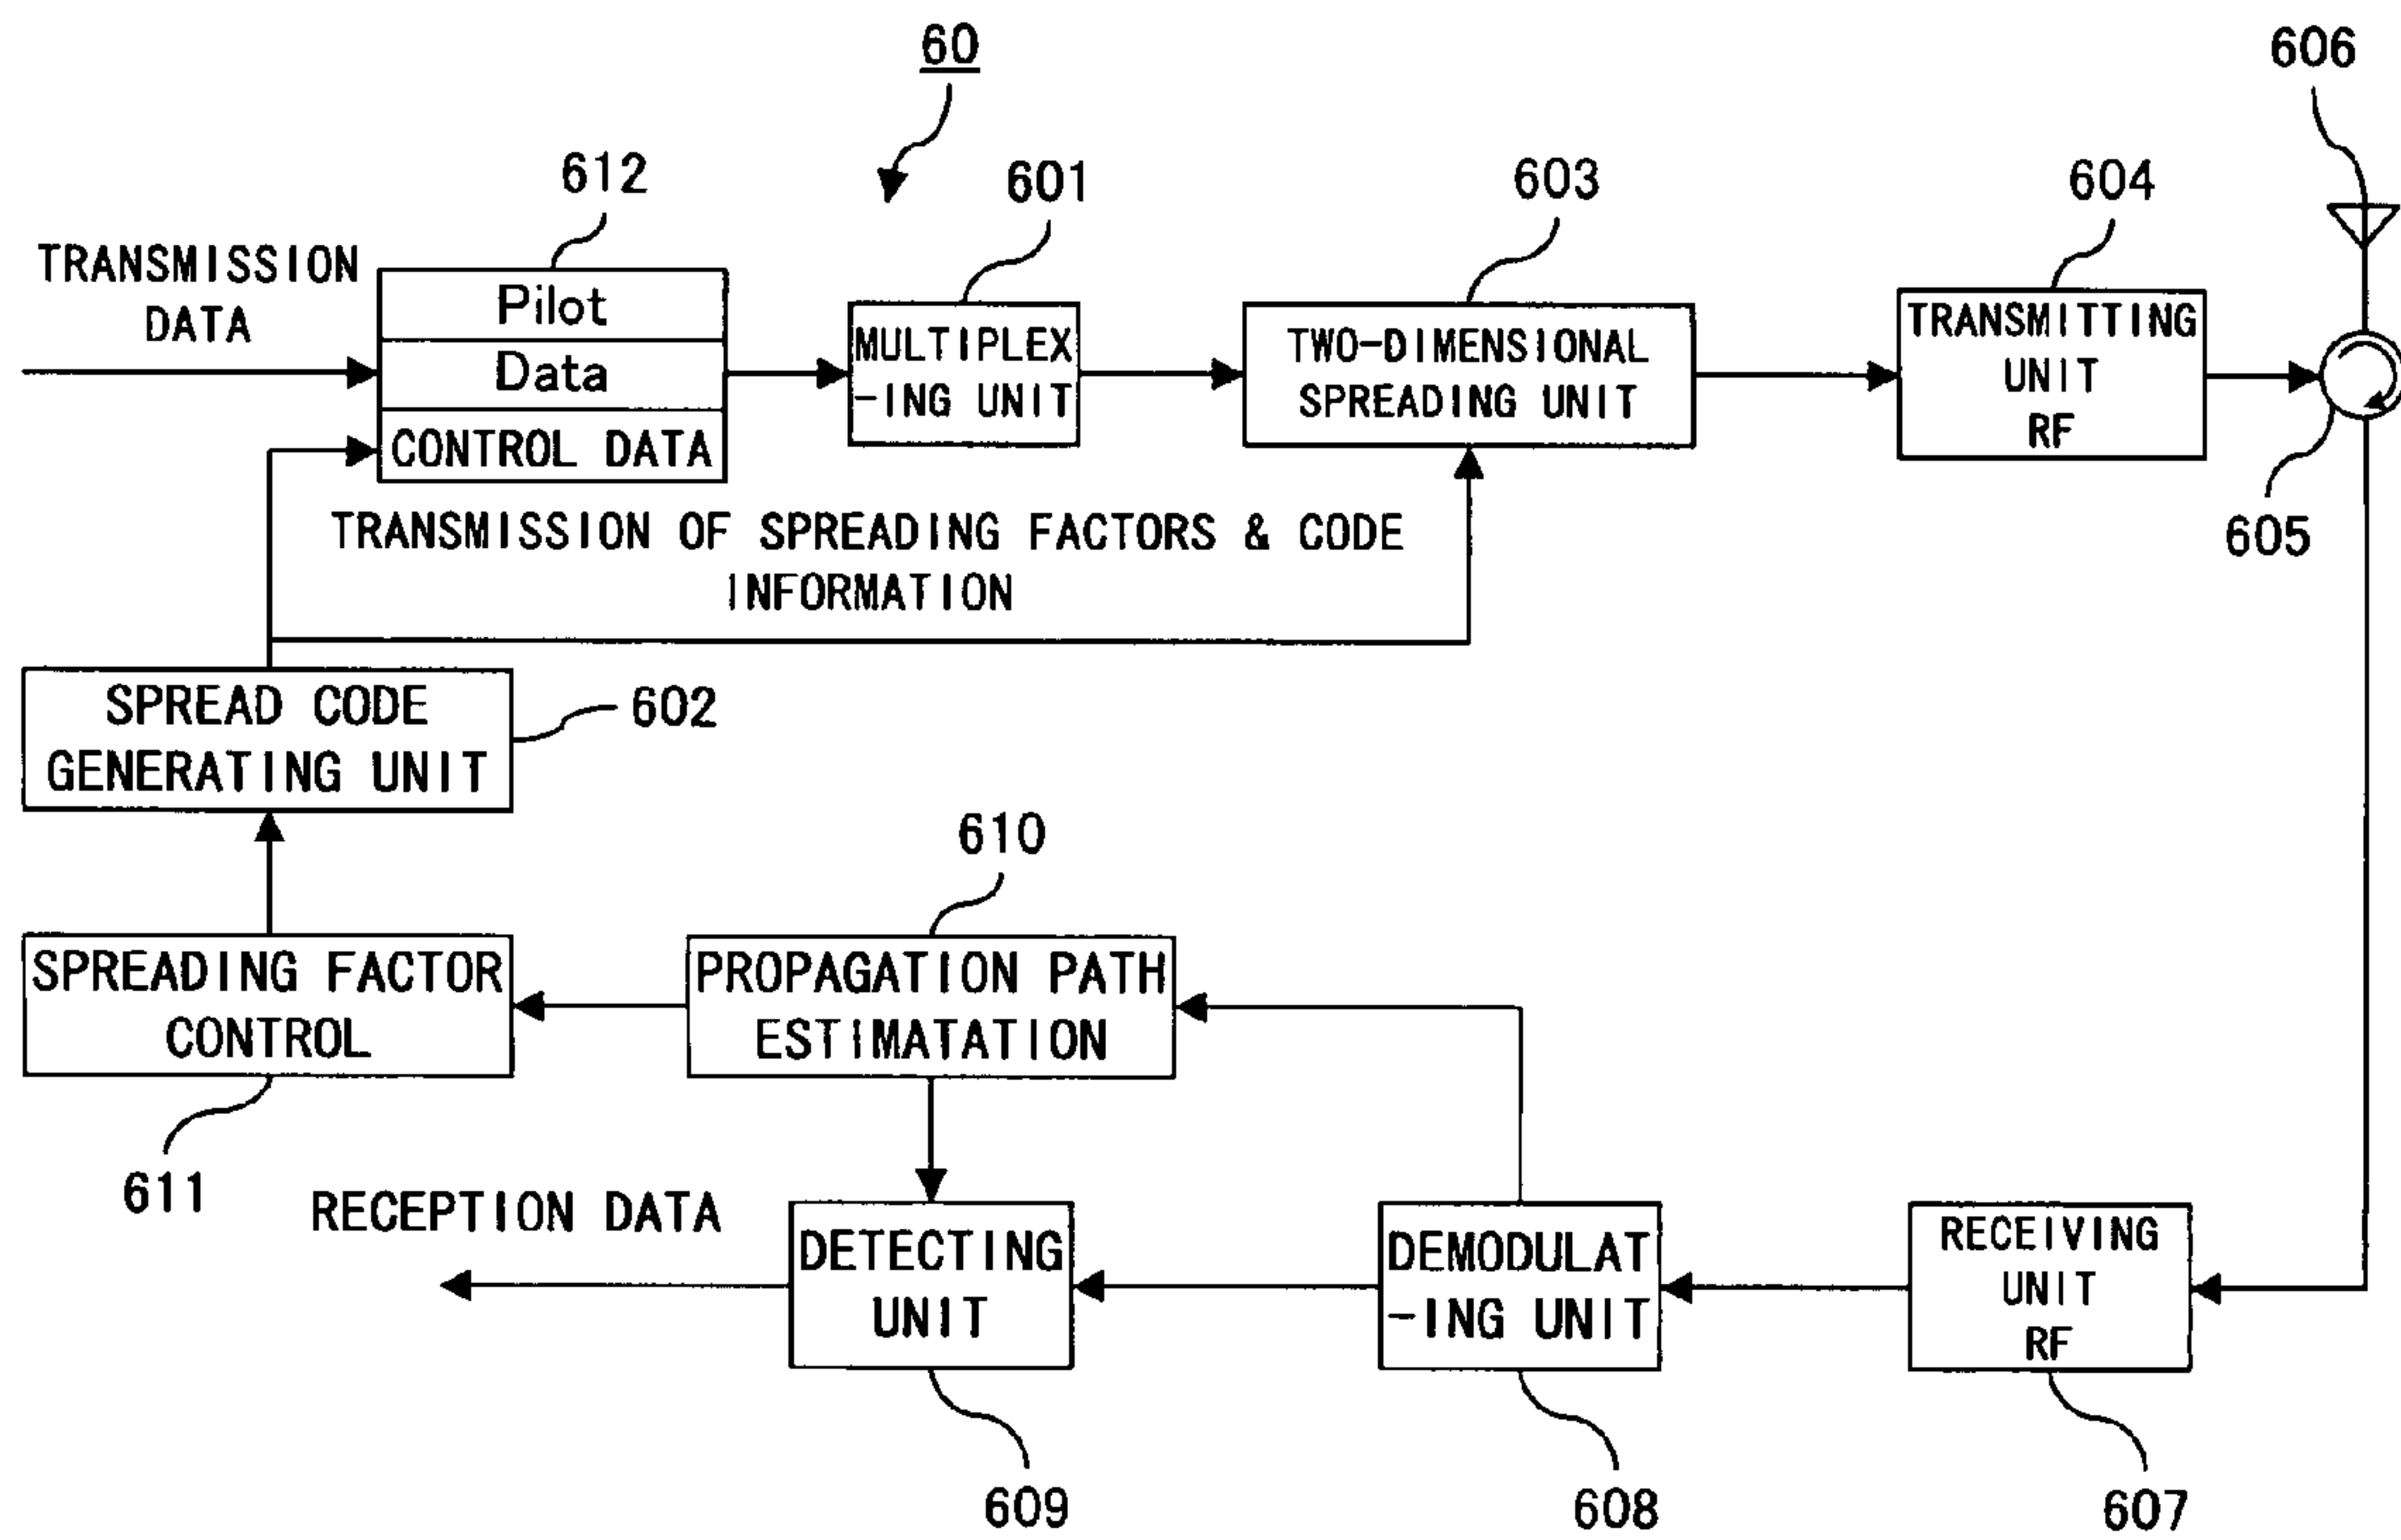 60
606
612
601
603
604
TRANSMISSION
DATA
Pilot
Data
CONTROL DATA
MULTIPLEX
-ING UNIT
TWO-DIMENSIONAL
SPREADING UNIT
TRANSMITTING
UNIT
RF
605
TRANSMISSION OF SPREADING FACTORS & CODE
INFORMATION
SPREAD CODE
GENERATING UNIT
602
610
SPREADING FACTOR
CONTROL
PROPAGATION PATH
ESTIMATATION
611
RECEPTION DATA
DETECTING
UNIT
DEMODULAT
-ING UNIT
RECEIVING
UNIT
RF
609
608
607